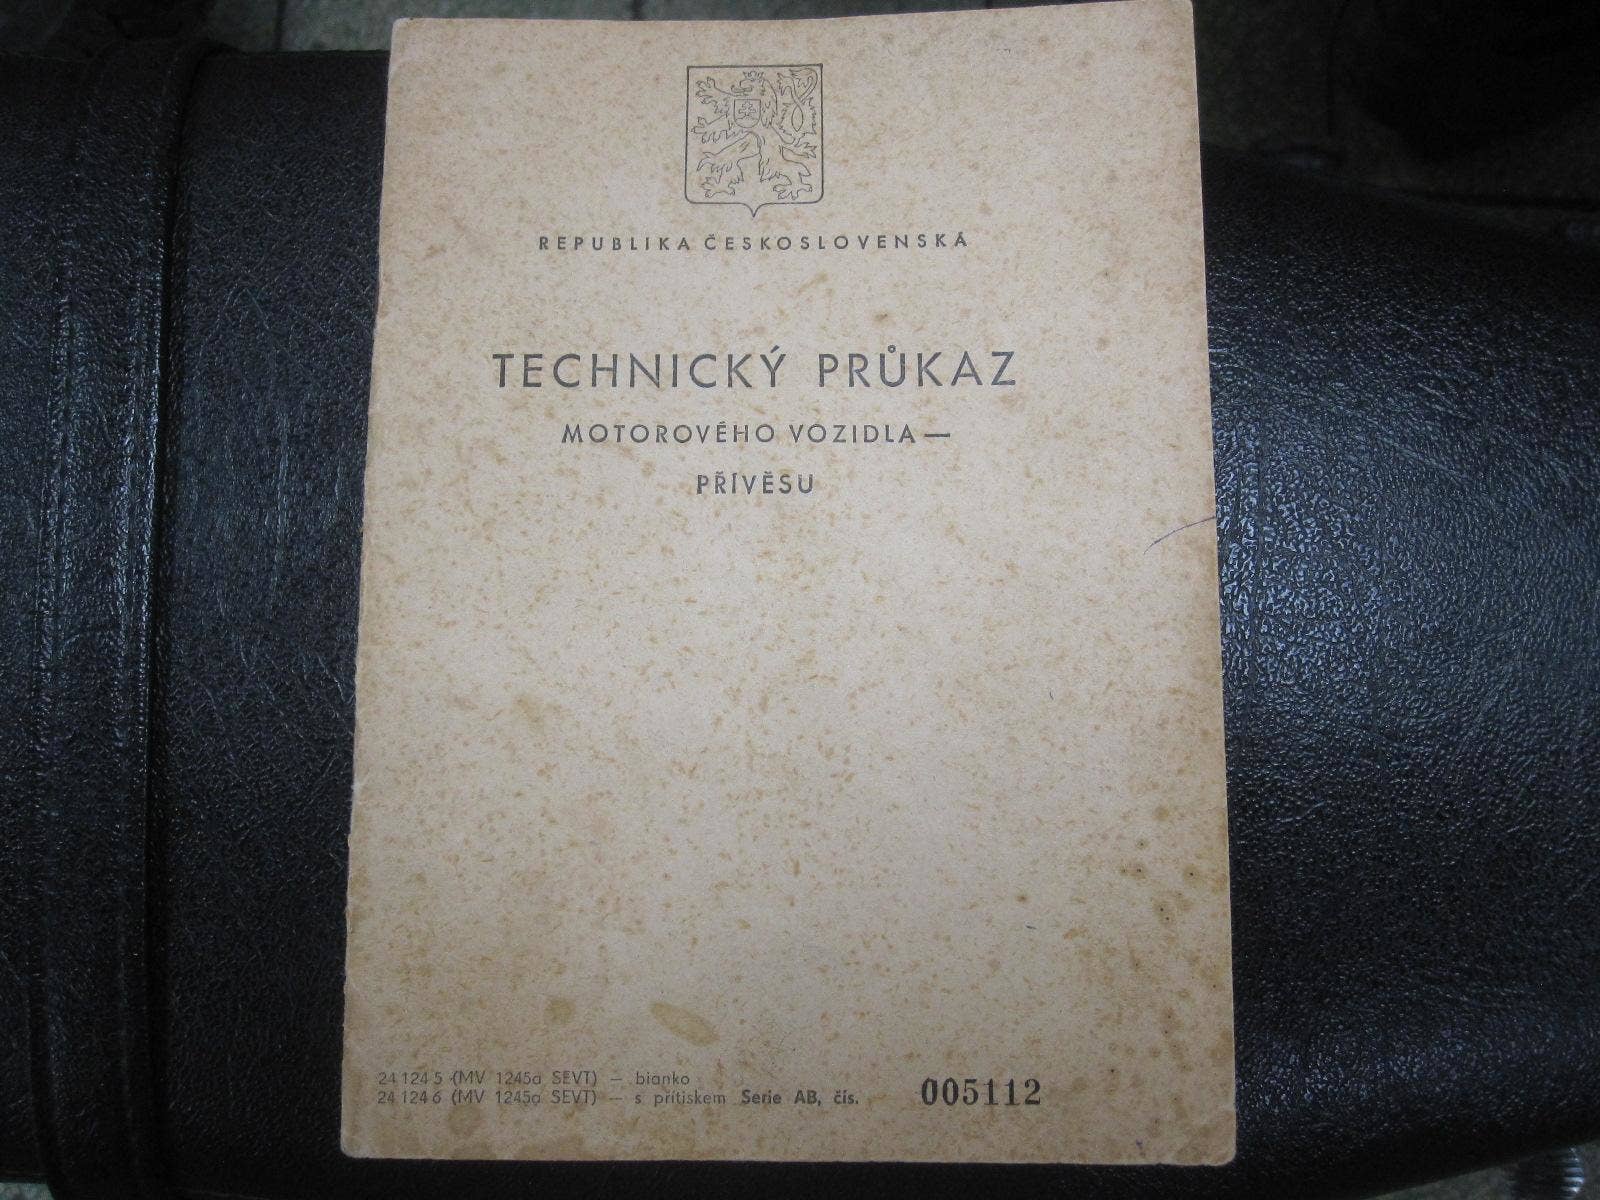 REPUBLIKA ČESKOSLOVENSKÁ
TECHNICKÝ PRŮKAZ
MOTOROVÉHO VOZIDLA —
PŘÍVĚSU
24 124 5 (MV 1245a SEVT) — bianko
24 124 6 (MV 1245a SEVT) — s přítiskem Serie AB, čís. 005112